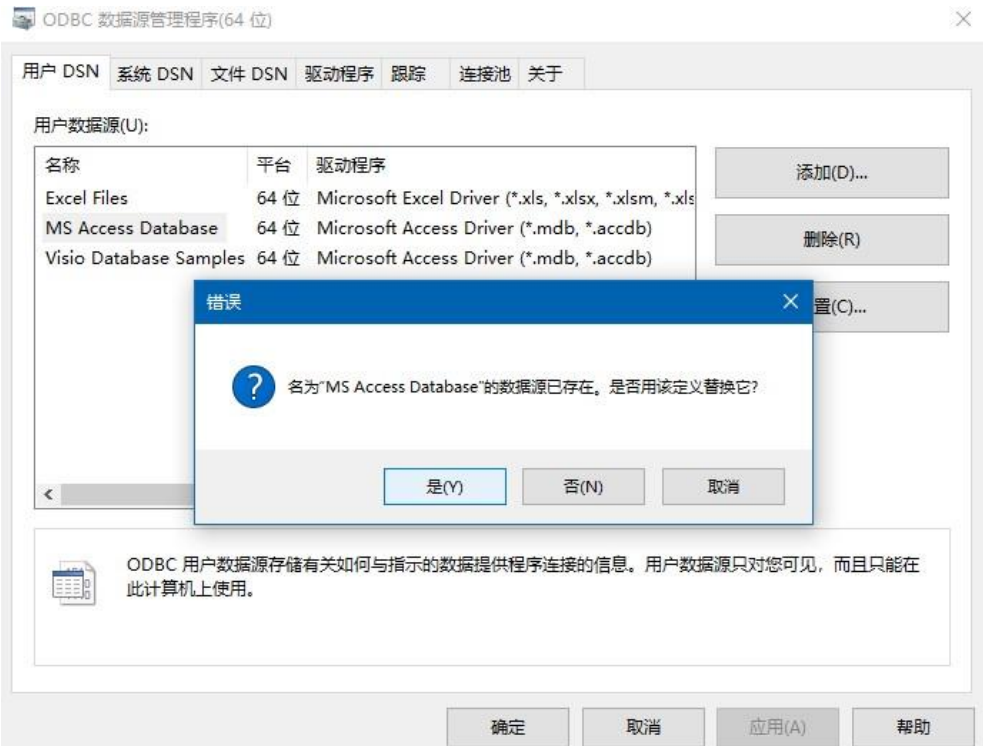 ODBC 数据源管理程序(64 位)
用户 DSN 系统 DSN 文件 DSN 驱动程序 跟踪 连接池 关于
用户数据源(U):
名称 平台 驱动程序
Excel Files 64 位 Microsoft Excel Driver (*.xls, *.xlsx, *.xlsm, *.xls
MS Access Database 64 位 Microsoft Access Driver (*.mdb, *.accdb)
Visio Database Samples 64 位 Microsoft Access Driver (*.mdb, *.accdb)
添加(D)...
删除(R)
置(C)...
错误
名为"MS Access Database"的数据源已存在。是否用该定义替换它?
是(Y) 否(N) 取消
ODBC 用户数据源存储有关如何与指示的数据提供程序连接的信息。用户数据源只对您可见，而且只能在
此计算机上使用。
确定 取消 应用(A) 帮助